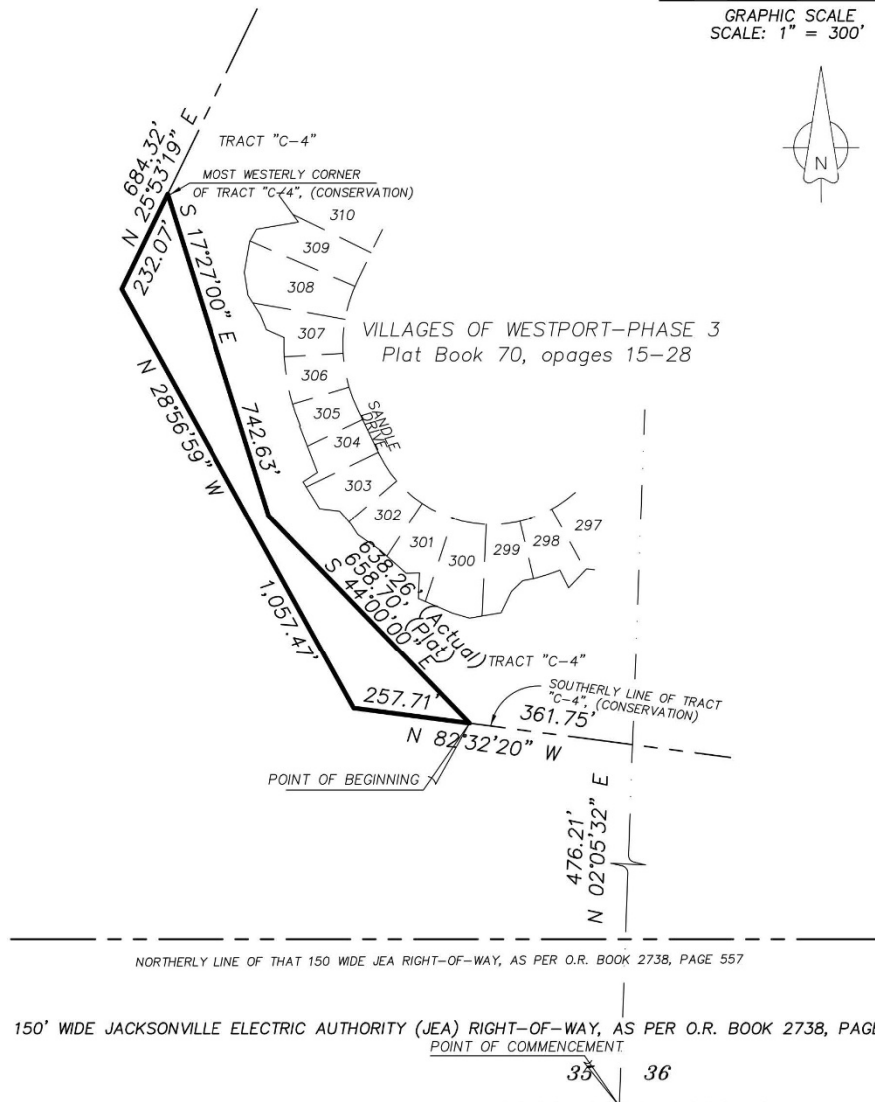 GRAPHIC SCALE
SCALE: 1" = 300'
N
684.32'
N 25°53'19" E
232.07'
TRACT "C-4"
MOST WESTERLY CORNER
OF TRACT "C-4", (CONSERVATION)
S 17°27'00" E
742.63'
310
309
308
307
306
305
304
303
302
301
300
299
298
297
SANDLE
DRIVE
VILLAGES OF WESTPORT-PHASE 3
Plat Book 70, opages 15-28
N 28°56'59" W
1,057.47'
638.26' (Actual)
658.70' (Plat)
S 44°00'00" E
TRACT "C-4"
SOUTHERLY LINE OF TRACT
"C-4", (CONSERVATION)
257.71'
361.75'
N 82°32'20" W
POINT OF BEGINNING
476.21'
N 02°05'32" E
NORTHERLY LINE OF THAT 150 WIDE JEA RIGHT-OF-WAY, AS PER O.R. BOOK 2738, PAGE 557
150' WIDE JACKSONVILLE ELECTRIC AUTHORITY (JEA) RIGHT-OF-WAY, AS PER O.R. BOOK 2738, PAGE
POINT OF COMMENCEMENT
35 36